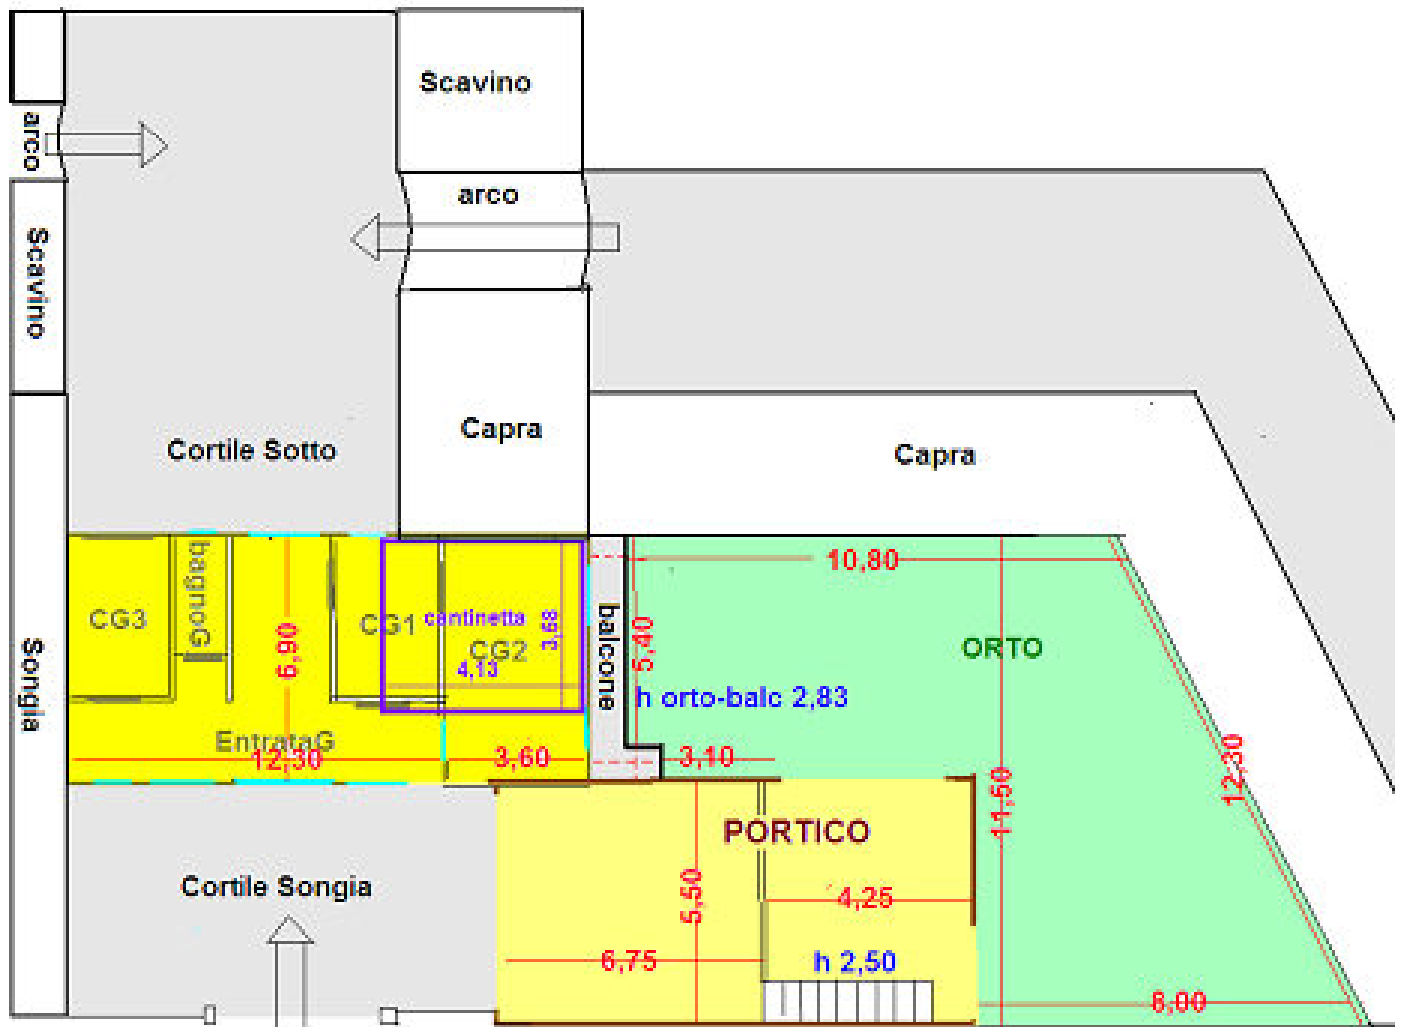 Scavino
arco
arco
Scavino
Capra
Cortile Sotto
Capra
bagnoG
10,80
CG3
CG1
cantinetta
3,68
CG2
4,13
6,90
balcone
5,40
ORTO
h orto-balc 2,83
Songia
EntrataG
12,30
3,60
3,10
12,30
11,50
PORTICO
Cortile Songia
5,50
4,25
6,75
h 2,50
8,00